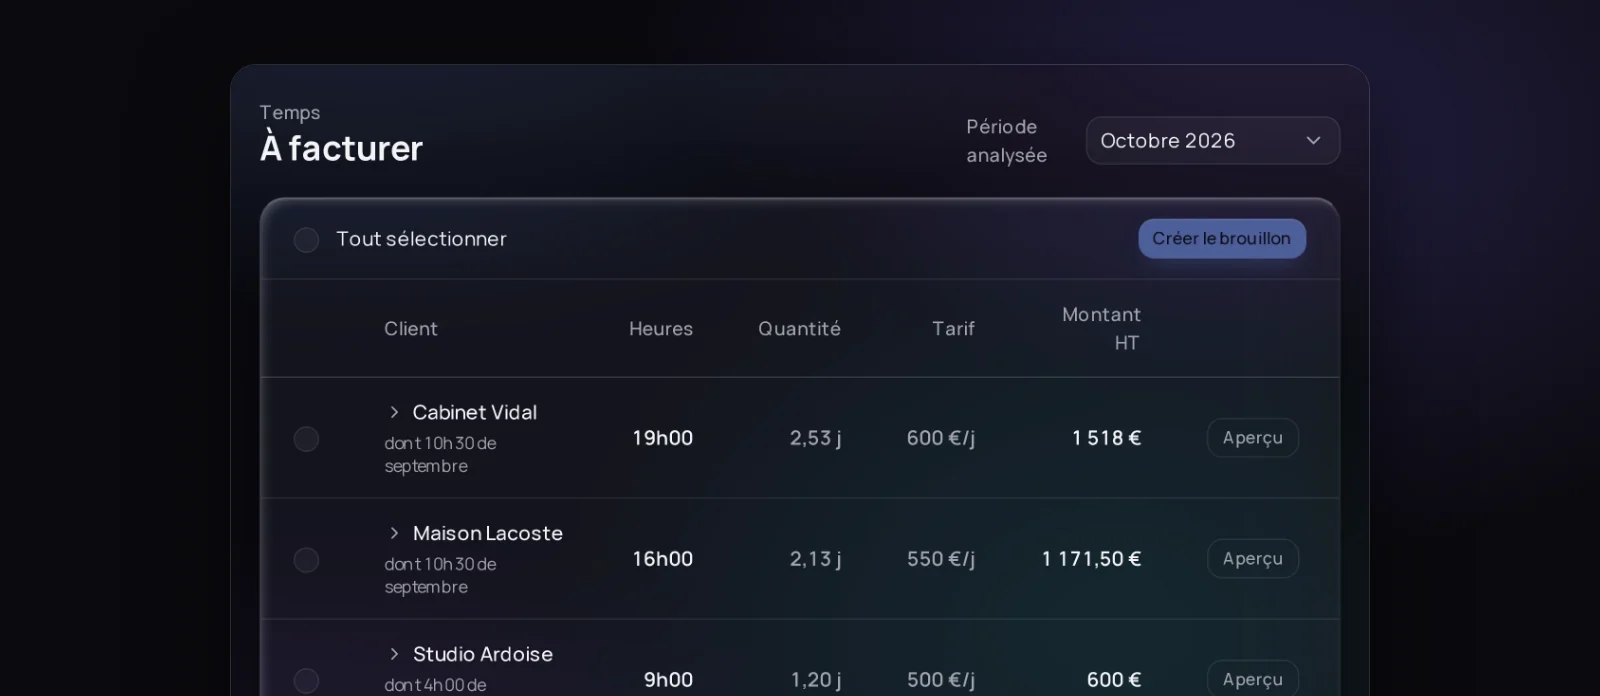 Temps
À facturer
Période
analysée
Octobre 2026
Tout sélectionner
Créer le brouillon
Client
Heures
Quantité
Tarif
Montant
HT
Cabinet Vidal
dont 10h30 de
septembre
19h00
2,53 j
600 €/j
1 518 €
Aperçu
Maison Lacoste
dont 10h30 de
septembre
16h00
2,13 j
550 €/j
1 171,50 €
Aperçu
Studio Ardoise
dont 4h00 de
9h00
1,20 j
500 €/j
600 €
Aperçu